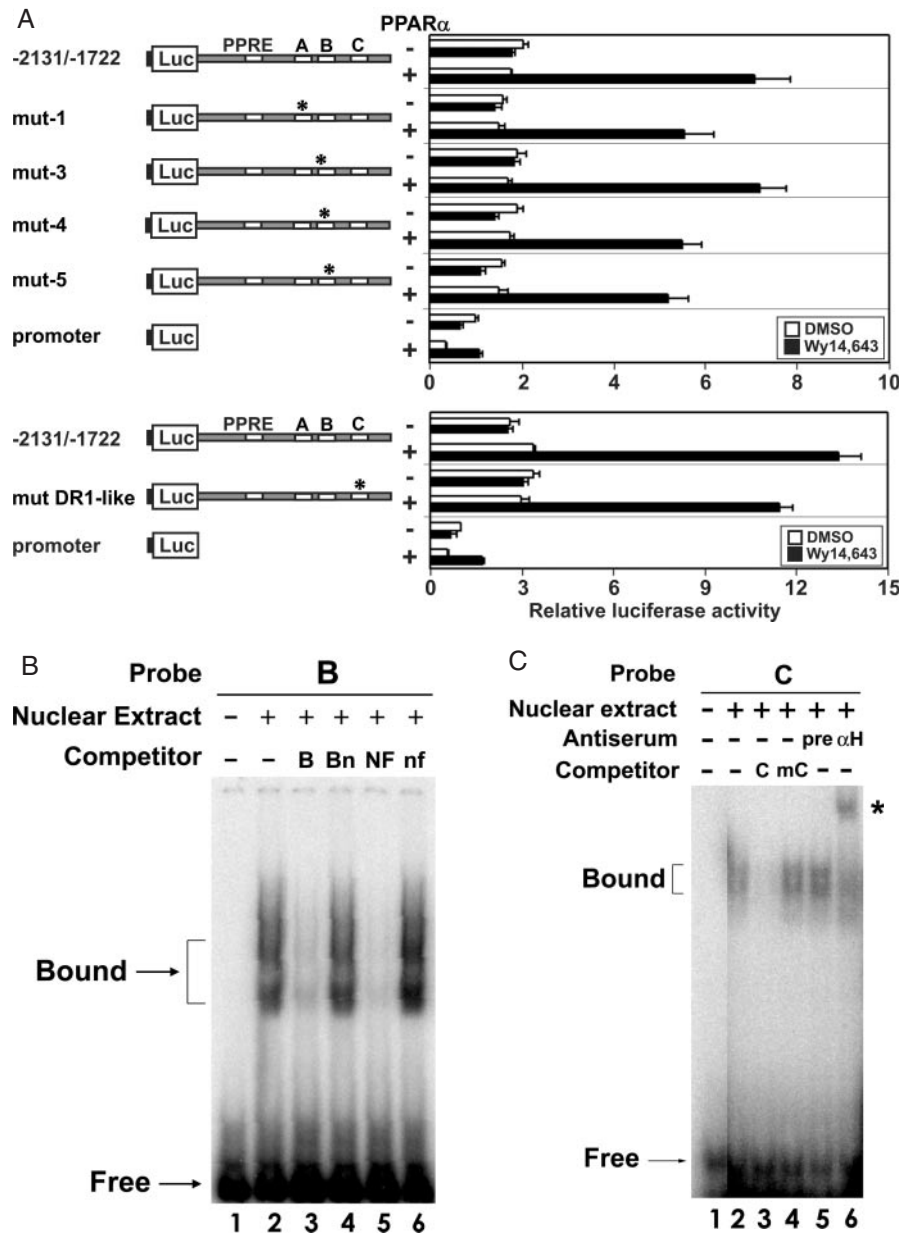 A
PPARα
-2131/-1722
Luc
PPRE A B C
-
+
mut-1
Luc
*
-
+
mut-3
Luc
*
-
+
mut-4
Luc
*
-
+
mut-5
Luc
*
-
+
promoter
Luc
-
+
DMSO
Wy14,643
0 2 4 6 8 10
-2131/-1722
Luc
PPRE A B C
-
+
mut DR1-like
Luc
*
-
+
promoter
Luc
-
+
DMSO
Wy14,643
0 3 6 9 12 15
Relative luciferase activity
B
Probe B
Nuclear Extract – + + + + +
Competitor – – B Bn NF nf
Bound
Free
1 2 3 4 5 6
C
Probe C
Nuclear extract – + + + + +
Antiserum – – – – pre αH
Competitor – – C mC – –
*
Bound
Free
1 2 3 4 5 6